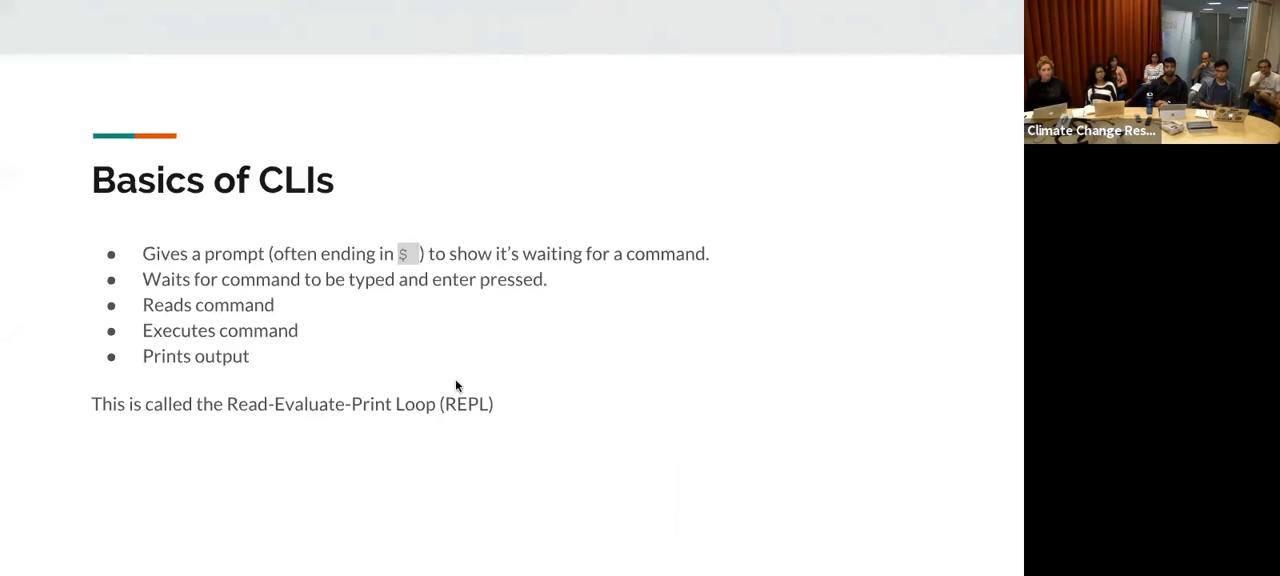 Basics of CLIs
● Gives a prompt (often ending in $ ) to show it’s waiting for a command.
● Waits for command to be typed and enter pressed.
● Reads command
● Executes command
● Prints output
This is called the Read-Evaluate-Print Loop (REPL)
Climate Change Res...